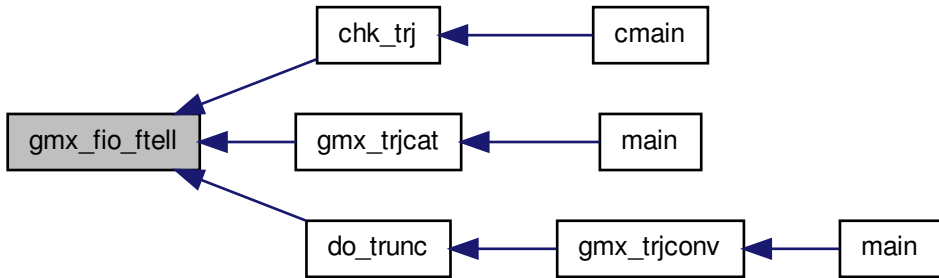 chk_trj
cmain
gmx_fio_ftell
gmx_trjcat
main
do_trunc
gmx_trjconv
main